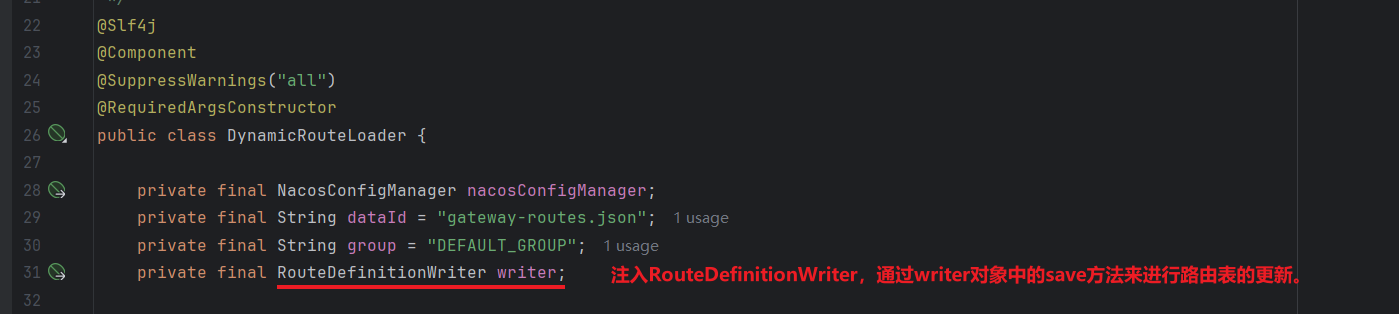 21 */
22 @Slf4j
23 @Component
24 @SuppressWarnings("all")
25 @RequiredArgsConstructor
26 public class DynamicRouteLoader {
27
28 private final NacosConfigManager nacosConfigManager;
29 private final String dataId = "gateway-routes.json"; 1 usage
30 private final String group = "DEFAULT_GROUP"; 1 usage
31 private final RouteDefinitionWriter writer; 注入RouteDefinitionWriter，通过writer对象中的save方法来进行路由表的更新。
32